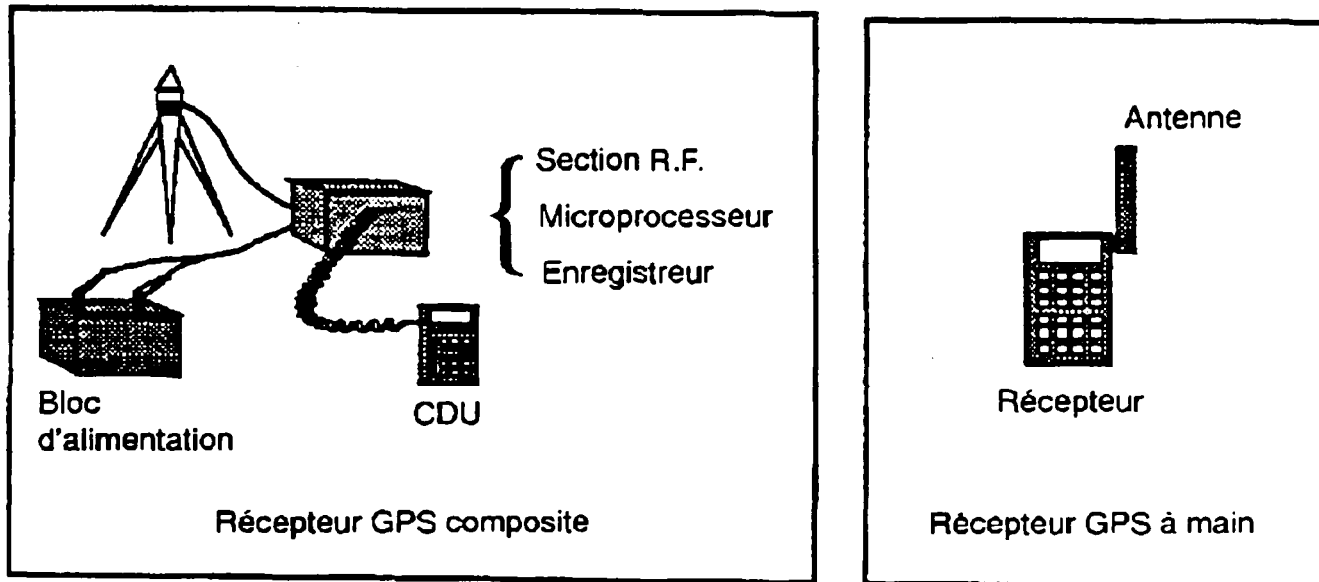 Section R.F.
Microprocesseur
Enregistreur
Bloc
d'alimentation
CDU
Récepteur GPS composite
Antenne
Récepteur
Récepteur GPS à main